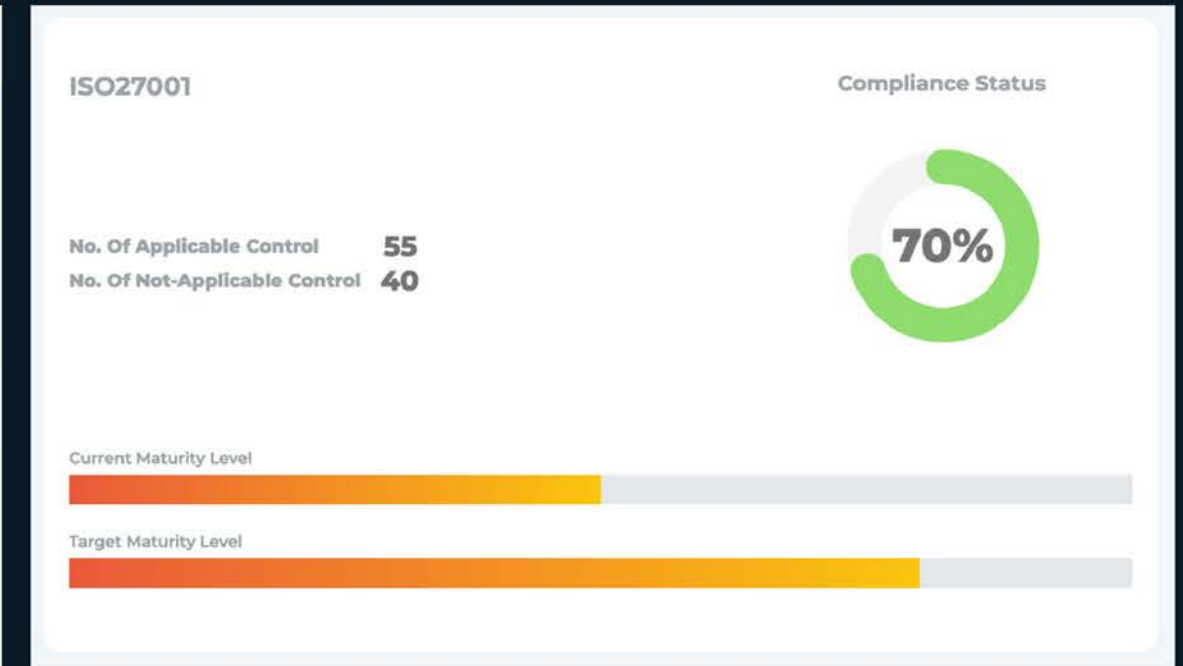 ISO27001
Compliance Status
70%
No. Of Applicable Control 55
No. Of Not-Applicable Control 40
Current Maturity Level
Target Maturity Level